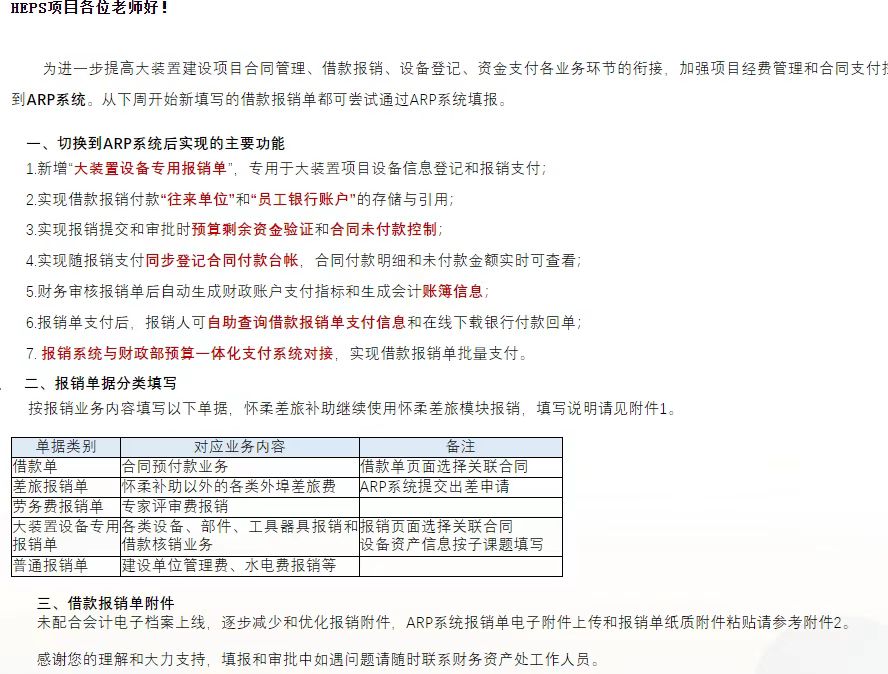 HEPS项目各位老师好！
为进一步提高大装置建设项目合同管理、借款报销、设备登记、资金支付各业务环节的衔接，加强项目经费管理和合同支付
到ARP系统。从下周开始新填写的借款报销单都可尝试通过ARP系统填报。
一、切换到ARP系统后实现的主要功能
1.新增“大装置设备专用报销单”，专用于大装置项目设备信息登记和报销支付；
2.实现借款报销付款“往来单位”和“员工银行账户”的存储与引用；
3.实现报销提交和审批时预算剩余资金验证和合同未付款控制；
4.实现随报销支付同步登记合同付款台帐，合同付款明细和未付款金额实时可查看；
5.财务审核报销单后自动生成财政账户支付指标和生成会计账簿信息；
6.报销单支付后，报销人可自助查询借款报销单支付信息和在线下载银行付款回单；
7. 报销系统与财政部预算一体化支付系统对接，实现借款报销单批量支付。
二、报销单据分类填写
按报销业务内容填写以下单据，怀柔差旅补助继续使用怀柔差旅模块报销，填写说明请见附件1。
单据类别 对应业务内容 备注
借款单 合同预付款业务 借款单页面选择关联合同
差旅报销单 怀柔补助以外的各类外埠差旅费 ARP系统提交出差申请
劳务费报销单 专家评审费报销
大装置设备专用 各类设备、部件、工具器具报销和 报销页面选择关联合同
报销单 借款核销业务 设备资产信息按子课题填写
普通报销单 建设单位管理费、水电费报销等
三、借款报销单附件
未配合会计电子档案上线，逐步减少和优化报销附件，ARP系统报销单电子附件上传和报销单纸质附件粘贴请参考附件2。
感谢您的理解和大力支持，填报和审批中如遇问题请随时联系财务资产处工作人员。